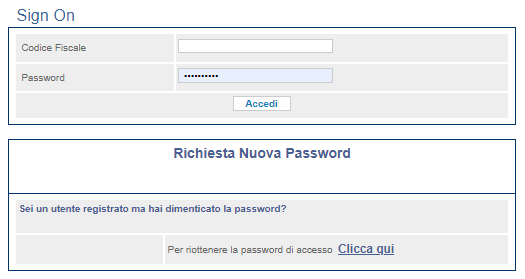 Sign On
Codice Fiscale
Password ••••••••••
Accedi
Richiesta Nuova Password
Sei un utente registrato ma hai dimenticato la password?
Per riottenere la password di accesso Clicca qui